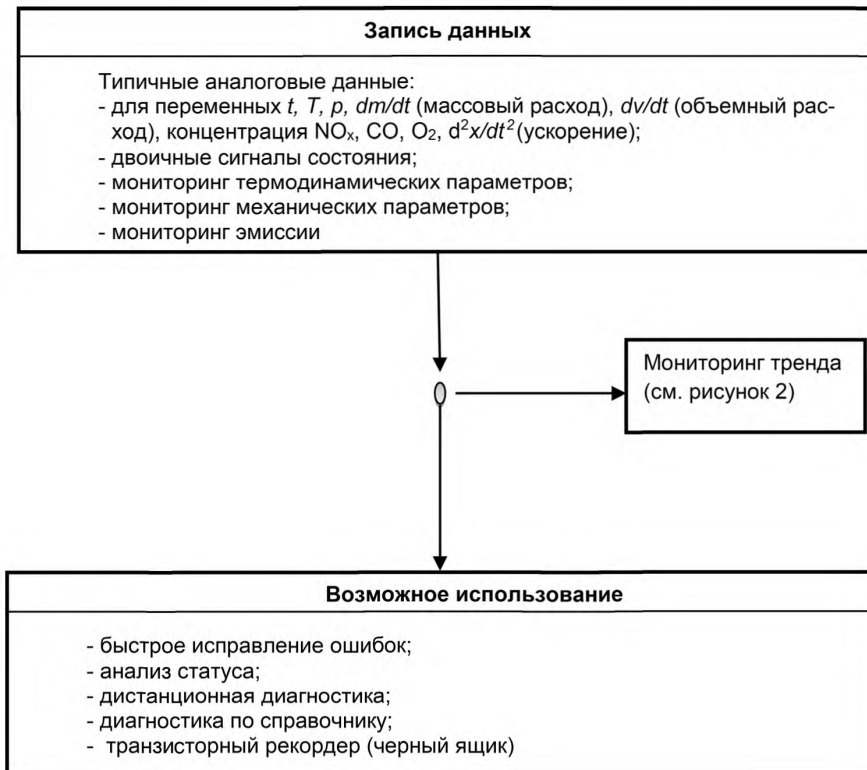 Запись данных
Типичные аналоговые данные:
- для переменных t, T, p, dm/dt (массовый расход), dv/dt (объемный рас-
ход), концентрация NOₓ, CO, O₂, d²x/dt² (ускорение);
- двоичные сигналы состояния;
- мониторинг термодинамических параметров;
- мониторинг механических параметров;
- мониторинг эмиссии
Мониторинг тренда
(см. рисунок 2)
Возможное использование
- быстрое исправление ошибок;
- анализ статуса;
- дистанционная диагностика;
- диагностика по справочнику;
- транзисторный рекордер (черный ящик)